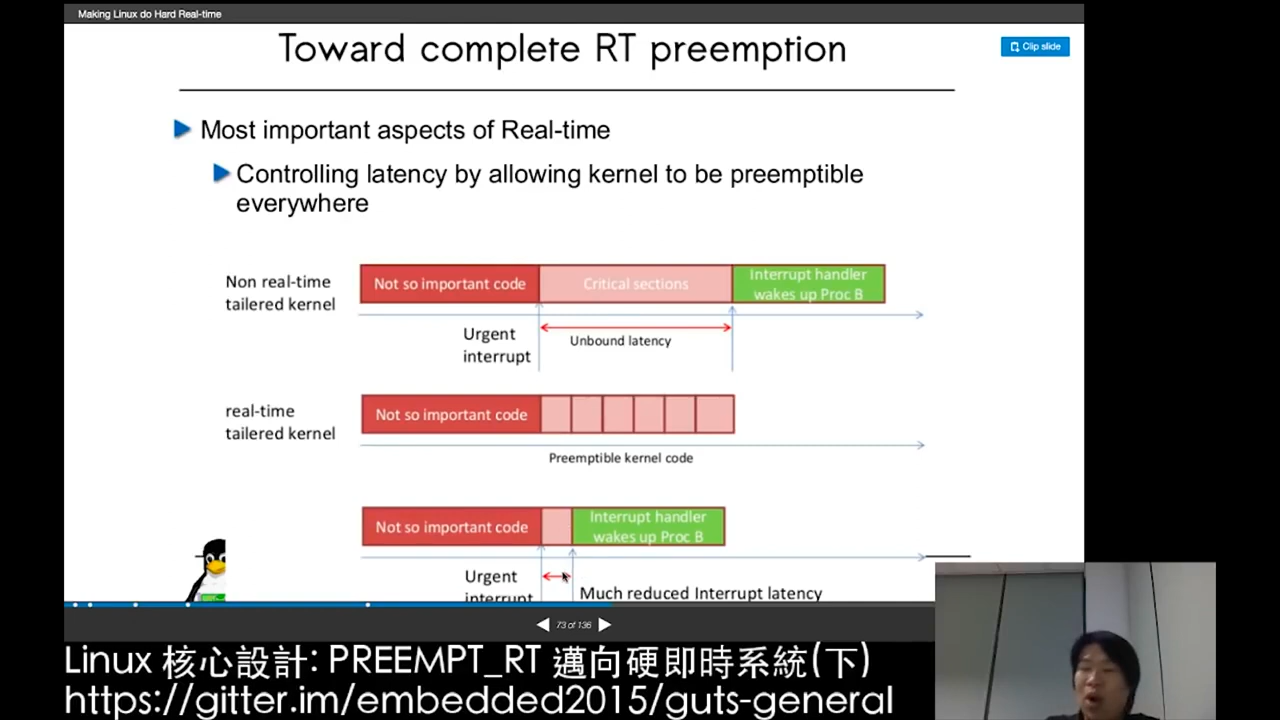 Making Linux do Hard Real-time
Toward complete RT preemption
Clip slide
Most important aspects of Real-time
Controlling latency by allowing kernel to be preemptible
everywhere
Non real-time
tailered kernel
Not so important code
Critical sections
Interrupt handler
wakes up Proc B
Urgent
interrupt
Unbound latency
real-time
tailered kernel
Not so important code
Preemptible kernel code
Not so important code
Interrupt handler
wakes up Proc B
Urgent
interrupt
Much reduced Interrupt latency
73 of 136
Linux 核心設計: PREEMPT_RT 邁向硬即時系統(下)
https://gitter.im/embedded2015/guts-general